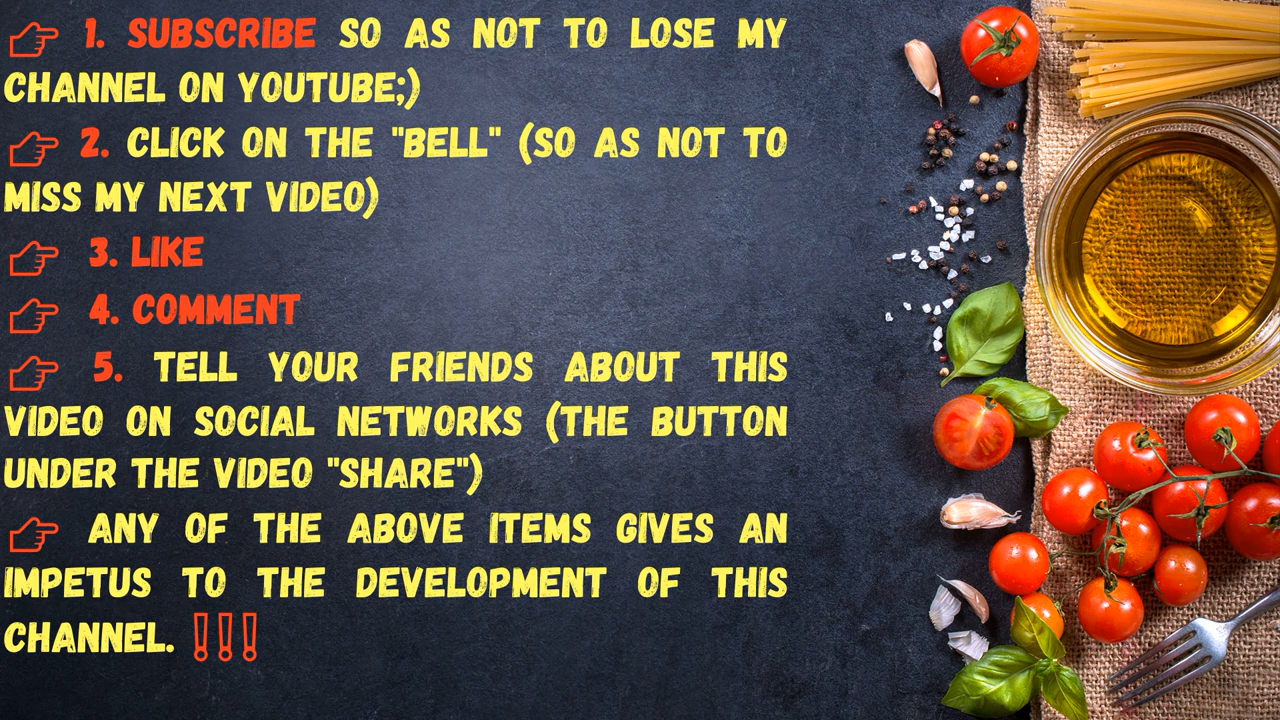 👉 1. SUBSCRIBE SO AS NOT TO LOSE MY
CHANNEL ON YOUTUBE;)
👉 2. CLICK ON THE "BELL" (SO AS NOT TO
MISS MY NEXT VIDEO)
👉 3. LIKE
👉 4. COMMENT
👉 5. TELL YOUR FRIENDS ABOUT THIS
VIDEO ON SOCIAL NETWORKS (THE BUTTON
UNDER THE VIDEO "SHARE")
👉 ANY OF THE ABOVE ITEMS GIVES AN
IMPETUS TO THE DEVELOPMENT OF THIS
CHANNEL. !!!